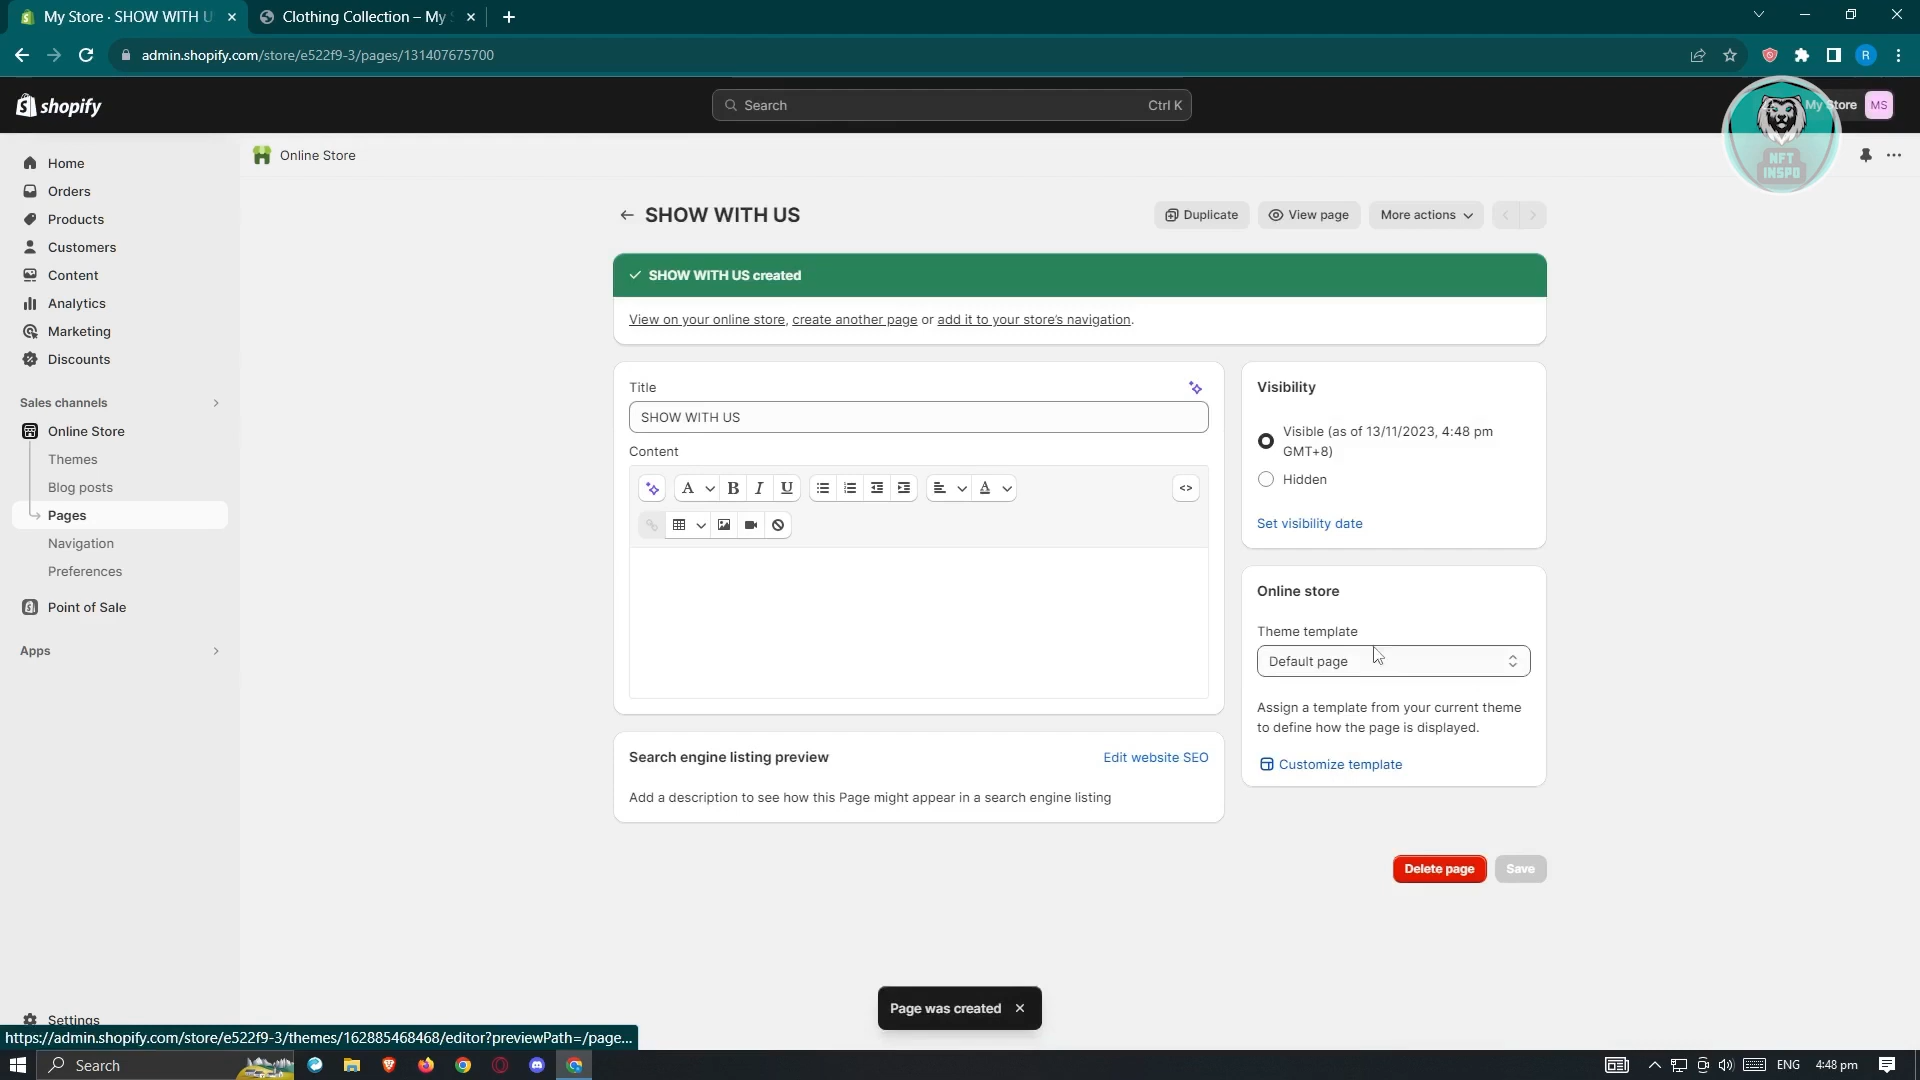 My Store · SHOW WITH U
Clothing Collection – My S
admin.shopify.com/store/e522f9-3/pages/131407675700
R
shopify
Search
Ctrl K
My Store
MS
NFT
INSPO
Online Store
Home
Orders
Products
Customers
Content
Analytics
Marketing
Discounts
Sales channels
Online Store
Themes
Blog posts
Pages
Navigation
Preferences
Point of Sale
Apps
Settings
SHOW WITH US
Duplicate
View page
More actions
SHOW WITH US created
View on your online store, create another page or add it to your store's navigation.
Title
SHOW WITH US
Content
A
B
I
U
A
Search engine listing preview
Edit website SEO
Add a description to see how this Page might appear in a search engine listing
Visibility
Visible (as of 13/11/2023, 4:48 pm
GMT+8)
Hidden
Set visibility date
Online store
Theme template
Default page
Assign a template from your current theme
to define how the page is displayed.
Customize template
Delete page
Save
Page was created
https://admin.shopify.com/store/e522f9-3/themes/162885468468/editor?previewPath=/page...
Search
ENG
4:48 pm